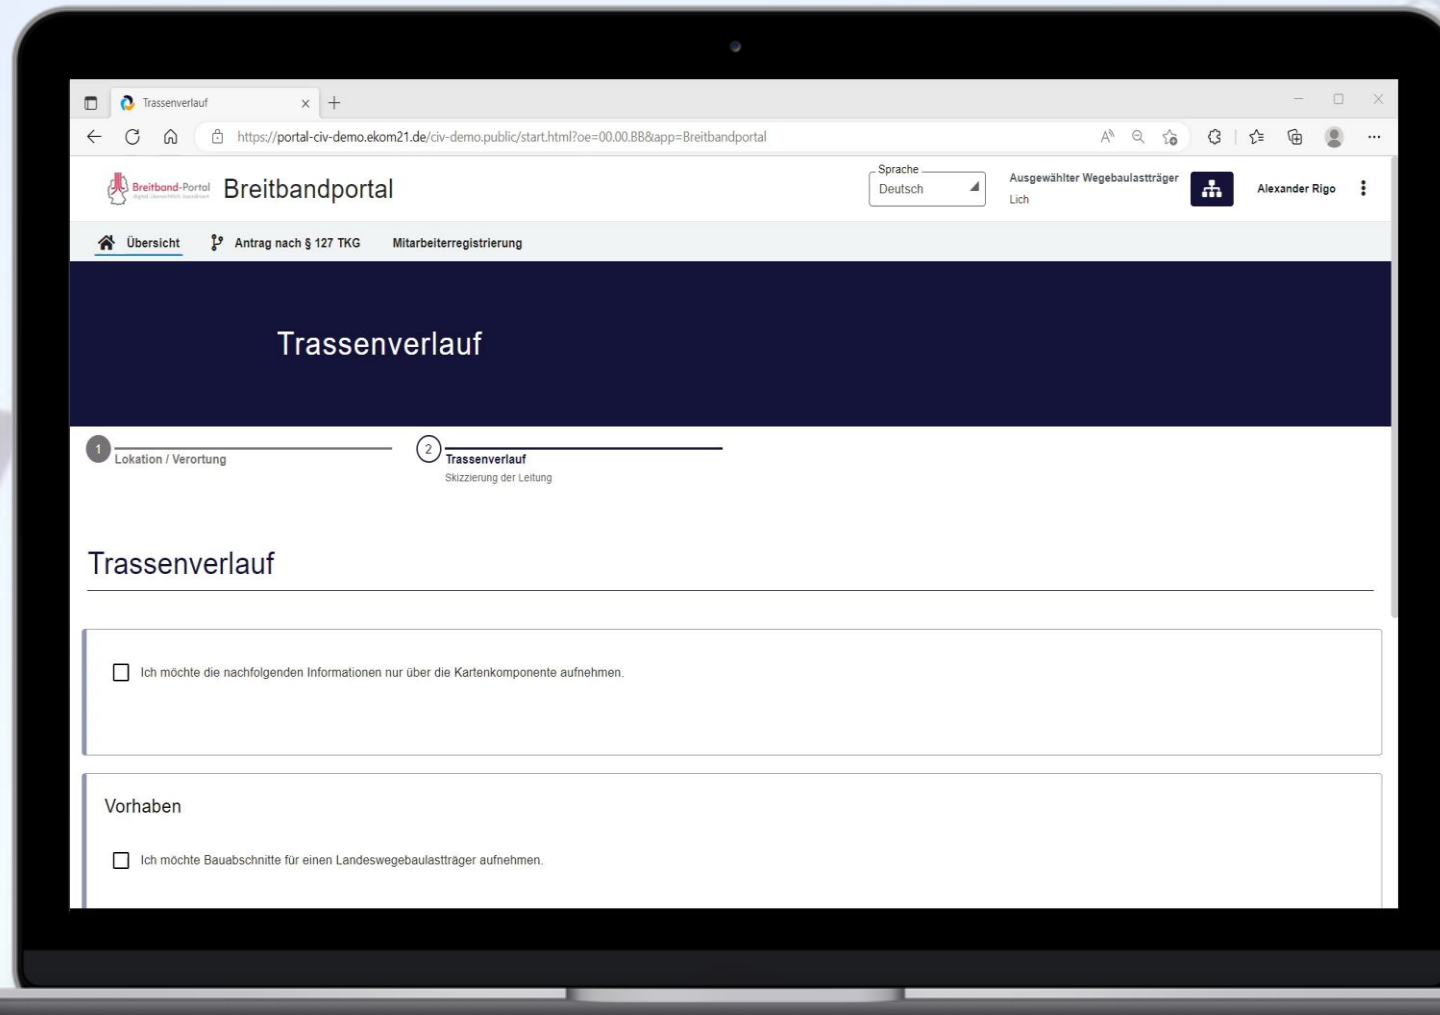 Trassenverlauf
https://portal-civ-demo.ekom21.de/civ-demo.public/start.html?oe=00.00.BB&app=Breitbandportal
Breitband-Portal
Breitbandportal
Sprache
Deutsch
Ausgewählter Wegebaulastträger
Lich
Alexander Rigo
Übersicht
Antrag nach § 127 TKG
Mitarbeiterregistrierung
Trassenverlauf
1
Lokation / Verortung
2
Trassenverlauf
Skizzierung der Leitung
Trassenverlauf
Ich möchte die nachfolgenden Informationen nur über die Kartenkomponente aufnehmen.
Vorhaben
Ich möchte Bauabschnitte für einen Landeswegebaulastträger aufnehmen.